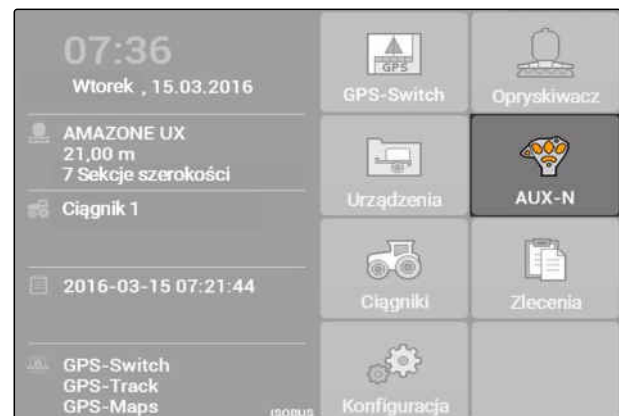 07:36
Wtorek , 15.03.2016
AMAZONE UX
21,00 m
7 Sekcje szerokości
Ciągnik 1
2016-03-15 07:21:44
GPS-Switch
GPS-Track
GPS-Maps
ISOBUS
GPS
GPS-Switch
Opryskiwacz
Urządzenia
AUX-N
Ciągniki
Zlecenia
Konfiguracja